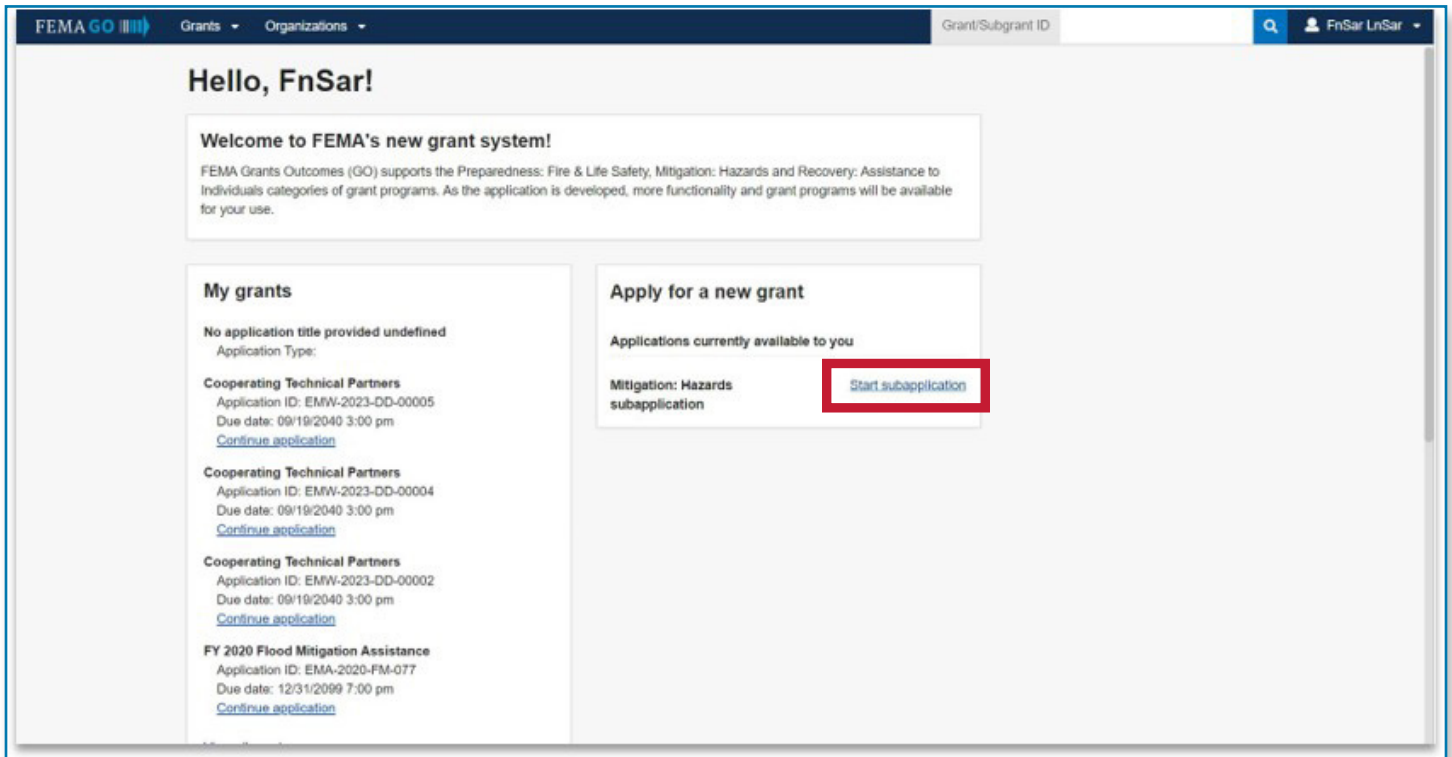 FEMA GO Grants Organizations Grant/Subgrant ID FnSar LnSar
Hello, FnSar!
Welcome to FEMA's new grant system!
FEMA Grants Outcomes (GO) supports the Preparedness: Fire & Life Safety, Mitigation: Hazards and Recovery: Assistance to
Individuals categories of grant programs. As the application is developed, more functionality and grant programs will be available
for your use.
My grants
No application title provided undefined
Application Type:
Cooperating Technical Partners
Application ID: EMW-2023-DD-00005
Due date: 09/19/2040 3:00 pm
Continue application
Cooperating Technical Partners
Application ID: EMW-2023-DD-00004
Due date: 09/19/2040 3:00 pm
Continue application
Cooperating Technical Partners
Application ID: EMW-2023-DD-00002
Due date: 09/19/2040 3:00 pm
Continue application
FY 2020 Flood Mitigation Assistance
Application ID: EMA-2020-FM-077
Due date: 12/31/2099 7:00 pm
Continue application
Apply for a new grant
Applications currently available to you
Mitigation: Hazards
subapplication
Start subapplication